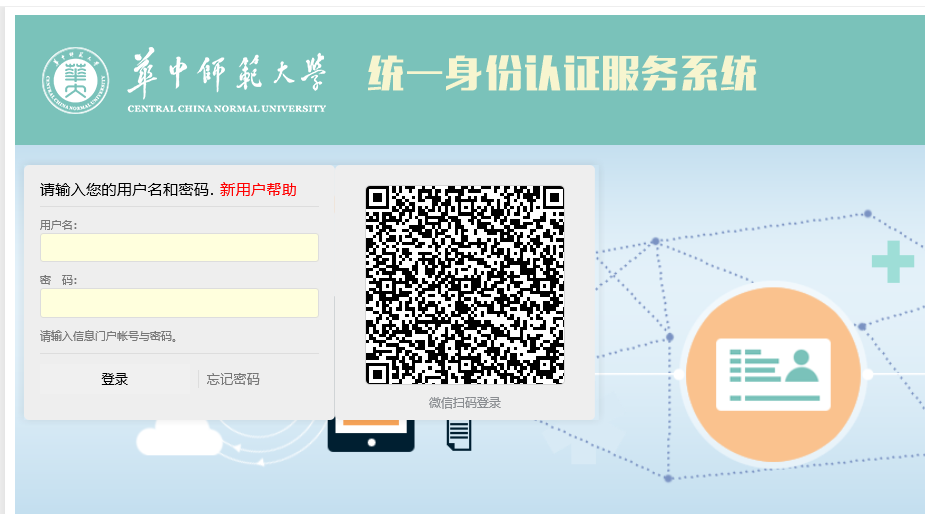 華中師範大學
CENTRAL CHINA NORMAL UNIVERSITY
统一身份认证服务系统
请输入您的用户名和密码. 新用户帮助
用户名:
密 码:
请输入信息门户帐号与密码。
登录
忘记密码
微信扫码登录